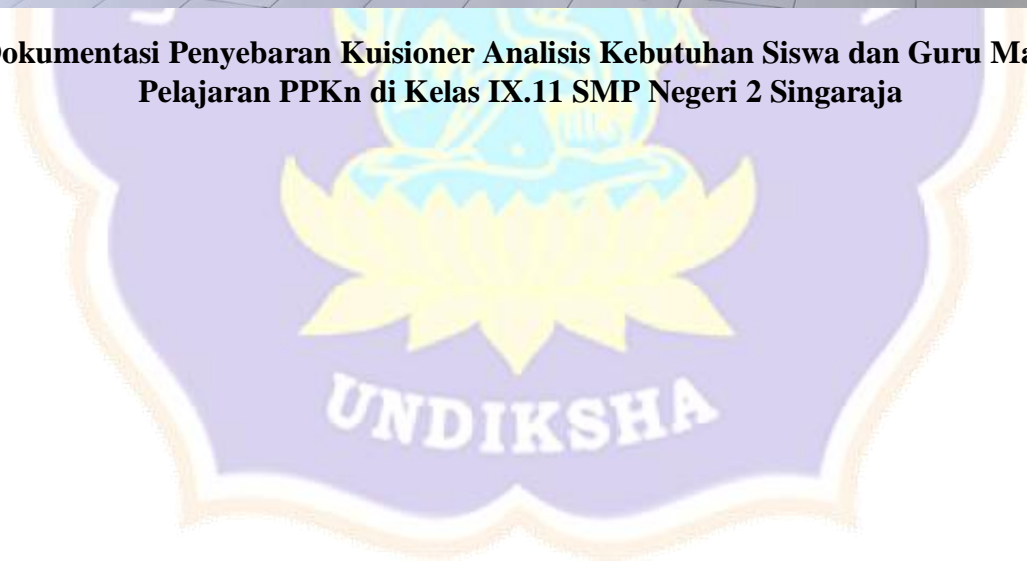 okumentasi Penyebaran Kuisioner Analisis Kebutuhan Siswa dan Guru Ma
Pelajaran PPKn di Kelas IX.11 SMP Negeri 2 Singaraja
UNDIKSHA